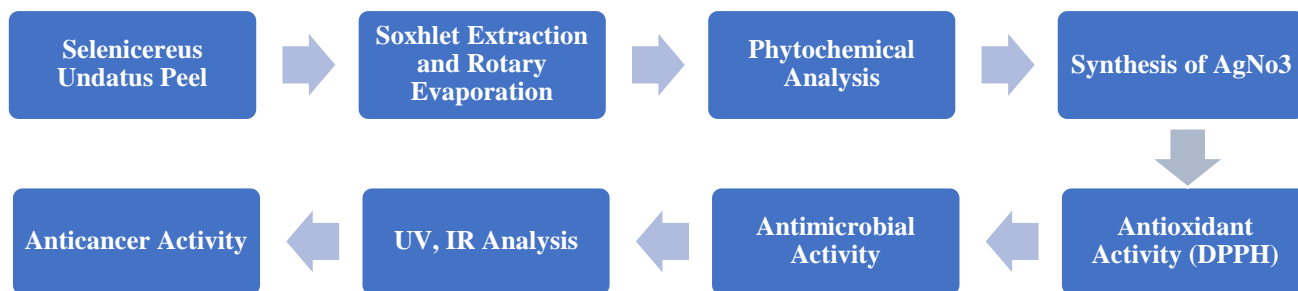 Selenicereus
Undatus Peel
Soxhlet Extraction
and Rotary
Evaporation
Phytochemical
Analysis
Synthesis of AgNo3
Antioxidant
Activity (DPPH)
Antimicrobial
Activity
UV, IR Analysis
Anticancer Activity